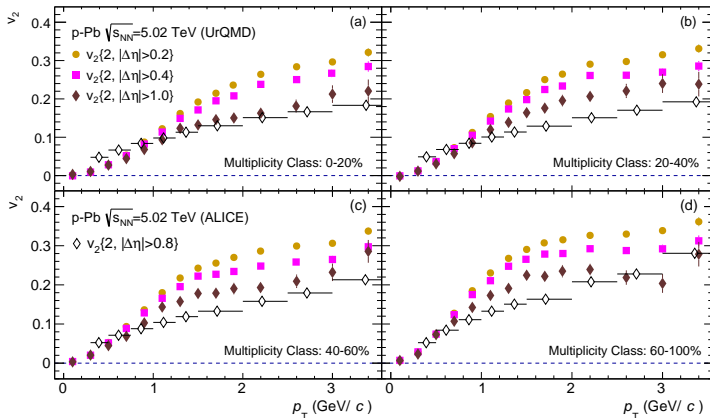 v₂
0.4
0.3
0.2
0.1
0
p-Pb √sNN=5.02 TeV (UrQMD)
v₂{2, |Δη|>0.2}
v₂{2, |Δη|>0.4}
v₂{2, |Δη|>1.0}
(a)
Multiplicity Class: 0-20%
(b)
Multiplicity Class: 20-40%
v₂
0.4
0.3
0.2
0.1
0
p-Pb √sNN=5.02 TeV (ALICE)
v₂{2, |Δη|>0.8}
(c)
Multiplicity Class: 40-60%
(d)
Multiplicity Class: 60-100%
0 1 2 3
0 1 2 3
pT (GeV/ c)
pT (GeV/ c)